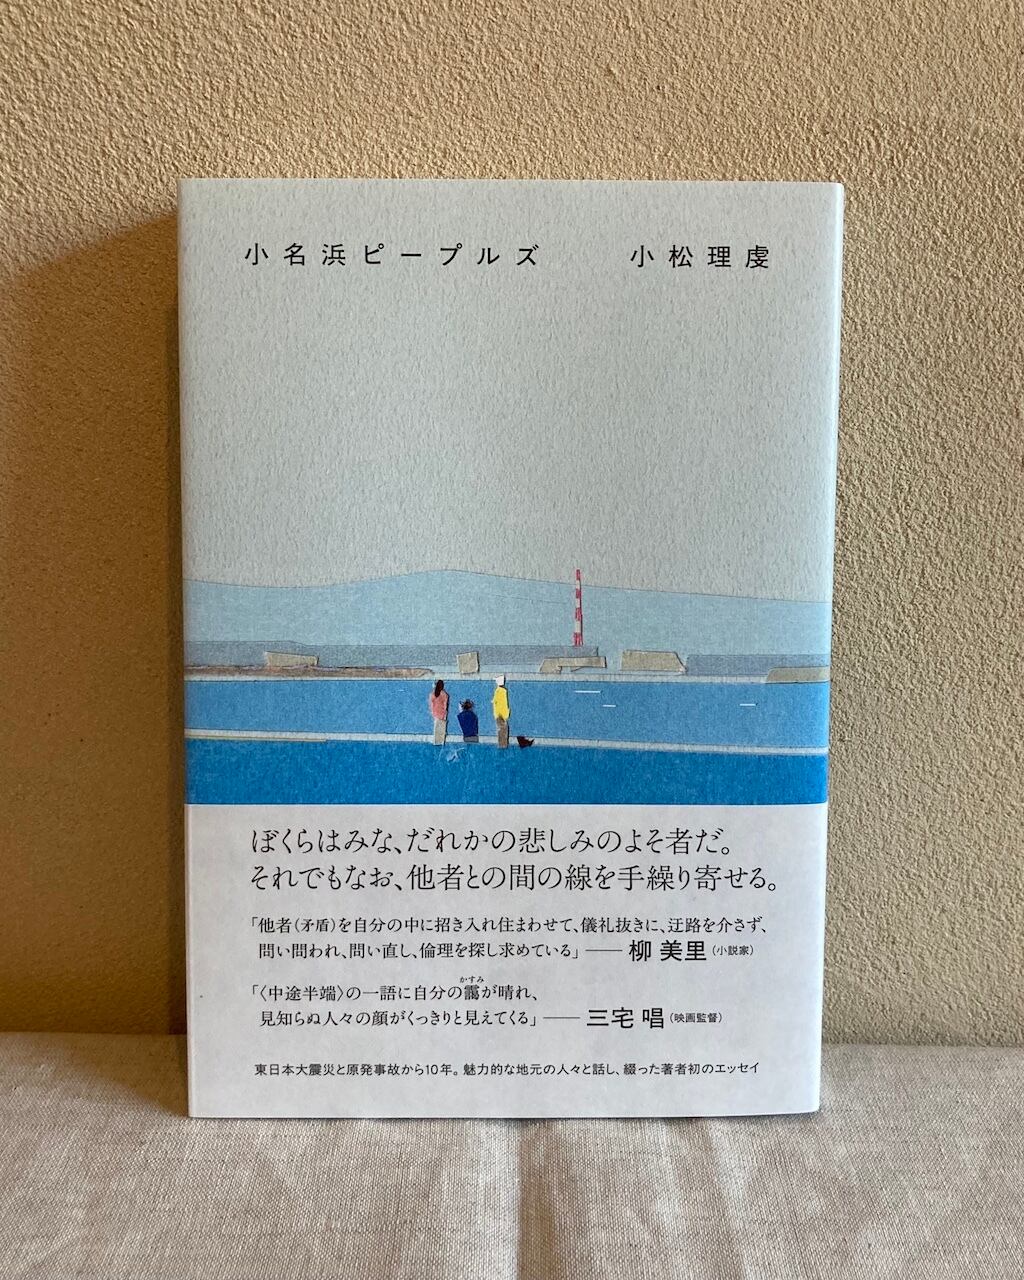 小名浜ピープルズ　小松理虔
ぼくらはみな、だれかの悲しみのよそ者だ。
それでもなお、他者との間の線を手繰り寄せる。
「他者(矛盾)を自分の中に招き入れ住まわせて、儀礼抜きに、迂路を介さず、
問い問われ、問い直し、倫理を探し求めている」── 柳 美里(小説家)
かすみ
「〈中途半端〉の一語に自分の靄が晴れ、
見知らぬ人々の顔がくっきりと見えてくる」── 三宅 唱(映画監督)
東日本大震災と原発事故から10年。魅力的な地元の人々と話し、綴った著者初のエッセイ